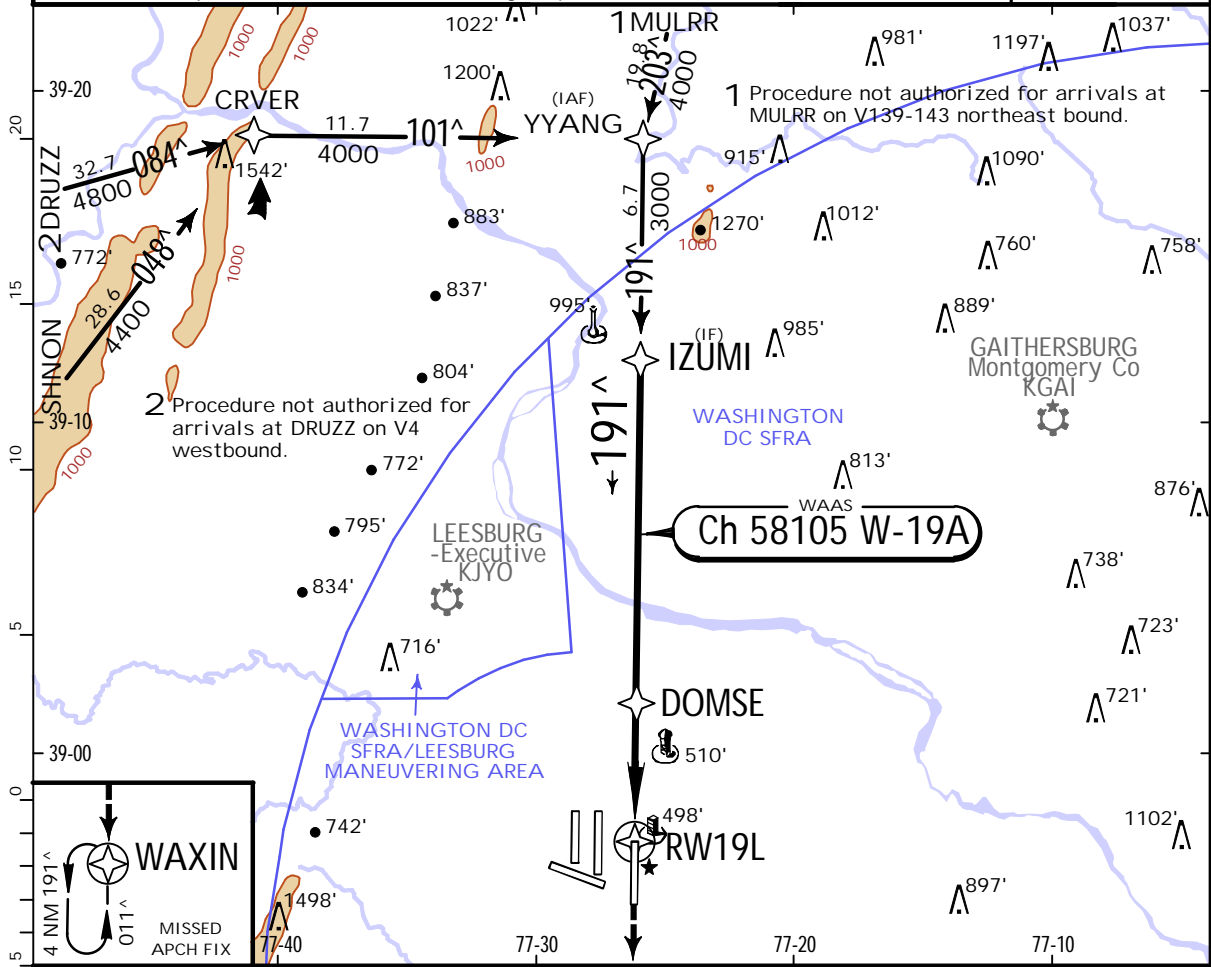 1022'
1 MULRR
19.8
203^
4000
981'
1197'
1037'
39-20
1200'
CRVER
(IAF)
YYANG
1 Procedure not authorized for arrivals at
MULRR on V139-143 northeast bound.
1000
1000
20
11.7
4000
101^
1000
915'
1090'
32.7
084^
4800
2 DRUZZ
1542'
6.7
3000
883'
1270'
1000
1012'
760'
758'
772'
048^
28.6
4400
SHINON
1000
191^
15
837'
995'
889'
985'
(IF)
IZUMI
GAITHERSBURG
Montgomery Co
KGAI
804'
2 Procedure not authorized for
arrivals at DRUZZ on V4
westbound.
39-10
1000
191^
WASHINGTON
DC SFRA
10
772'
813'
876'
WAAS
Ch 58105 W-19A
795'
LEESBURG
-Executive
KJYO
834'
738'
5
716'
723'
DOMSE
721'
WASHINGTON DC
SFRA/LEESBURG
MANEUVERING AREA
39-00
510'
0
742'
498'
RW19L
1102'
WAXIN
4 NM 191^
011^
MISSED
APCH FIX
1498'
897'
5
77-40
77-30
77-20
77-10